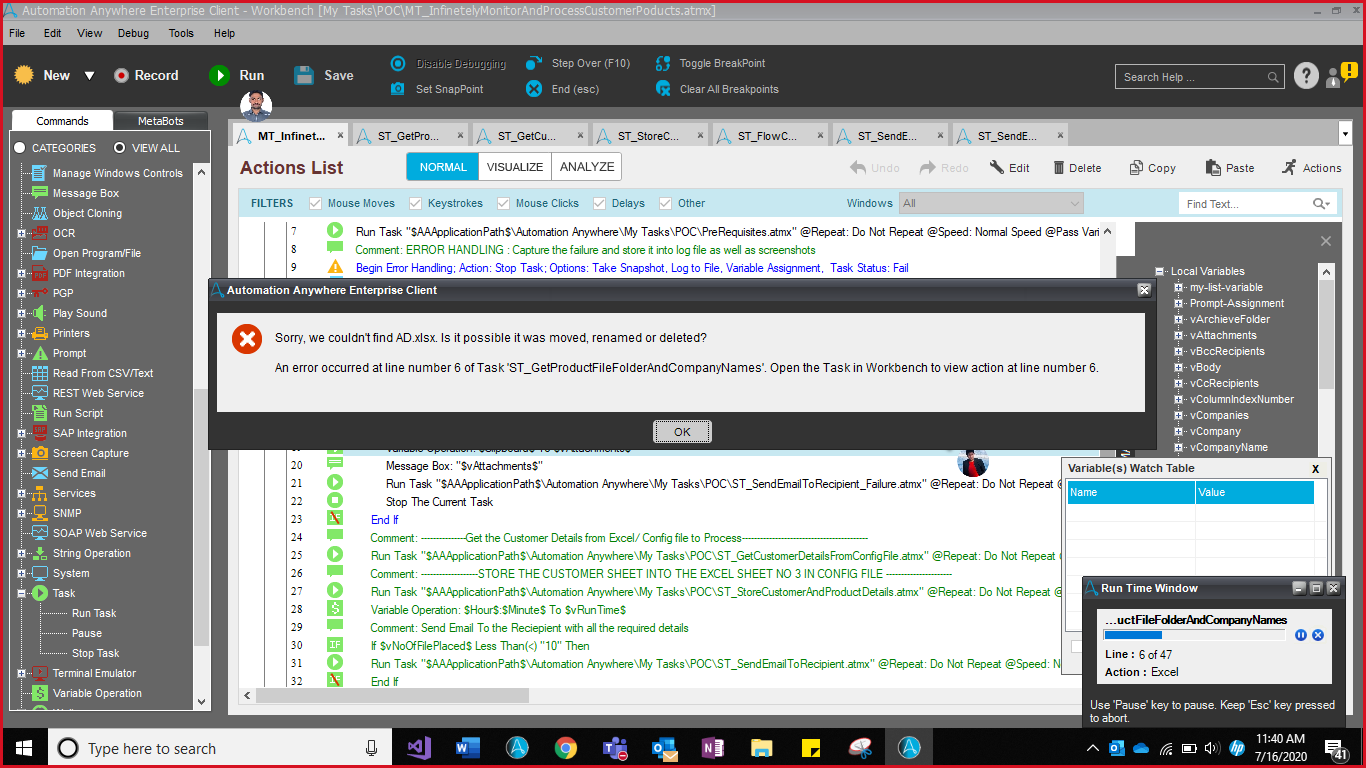 Automation Anywhere Enterprise Client - Workbench [My Tasks\POC\MT_InfinetelyMonitorAndProcessCustomerPoducts.atmx]
File Edit View Debug Tools Help
New Record Run Save
Disable Debugging Step Over (F10) Toggle BreakPoint
Set SnapPoint End (esc) Clear All Breakpoints
Search Help ...
Commands MetaBots
CATEGORIES VIEW ALL
Manage Windows Controls
Message Box
Object Cloning
OCR
Open Program/File
PDF Integration
PGP
Play Sound
Printers
Prompt
Read From CSV/Text
REST Web Service
Run Script
SAP Integration
Screen Capture
Send Email
Services
SNMP
SOAP Web Service
String Operation
System
Task
Run Task
Pause
Stop Task
Terminal Emulator
Variable Operation
MT_Infinet... ST_GetPro... ST_GetCu... ST_StoreC... ST_FlowC... ST_SendE... ST_SendE...
Actions List NORMAL VISUALIZE ANALYZE Undo Redo Edit Delete Copy Paste Actions
FILTERS Mouse Moves Keystrokes Mouse Clicks Delays Other Windows All Find Text...
7 Run Task "$AAApplicationPath$\Automation Anywhere\My Tasks\POC\PreRequisites.atmx" @Repeat: Do Not Repeat @Speed: Normal Speed @Pass Vari
8 Comment: ERROR HANDLING : Capture the failure and store it into log file as well as screenshots
9 Begin Error Handling; Action: Stop Task; Options: Take Snapshot, Log to File, Variable Assignment, Task Status: Fail
Automation Anywhere Enterprise Client
Sorry, we couldn't find AD.xlsx. Is it possible it was moved, renamed or deleted?
An error occurred at line number 6 of Task 'ST_GetProductFileFolderAndCompanyNames'. Open the Task in Workbench to view action at line number 6.
OK
20 Message Box: "$vAttachments$"
21 Run Task "$AAApplicationPath$\Automation Anywhere\My Tasks\POC\ST_SendEmailToRecipient_Failure.atmx" @Repeat: Do Not Repeat @
22 Stop The Current Task
23 End If
24 Comment: --------------Get the Customer Details from Excel/ Config file to Process----------------------------------------
25 Run Task "$AAApplicationPath$\Automation Anywhere\My Tasks\POC\ST_GetCustomerDetailsFromConfigFile.atmx" @Repeat: Do Not Repeat
26 Comment: ------------------STORE THE CUSTOMER SHEET INTO THE EXCEL SHEET NO 3 IN CONFIG FILE ---------------------
27 Run Task "$AAApplicationPath$\Automation Anywhere\My Tasks\POC\ST_StoreCustomerAndProductDetails.atmx" @Repeat: Do Not Repeat @
28 Variable Operation: $Hour$:$Minute$ To $vRunTime$
29 Comment: Send Email To the Reciepient with all the required details
30 If $vNoOfFilePlaced$ Less Than(<) "10" Then
31 Run Task "$AAApplicationPath$\Automation Anywhere\My Tasks\POC\ST_SendEmailToRecipient.atmx" @Repeat: Do Not Repeat @Speed: N
32 End If
Local Variables
my-list-variable
Prompt-Assignment
vArchieveFolder
vAttachments
vBccRecipients
vBody
vCcRecipients
vColumnIndexNumber
vCompanies
vCompany
vCompanyName
Variable(s) Watch Table X
Name Value
Run Time Window
...uctFileFolderAndCompanyNames
Line : 6 of 47
Action : Excel
Use 'Pause' key to pause. Keep 'Esc' key pressed
to abort.
Type here to search
11:40 AM
7/16/2020
41